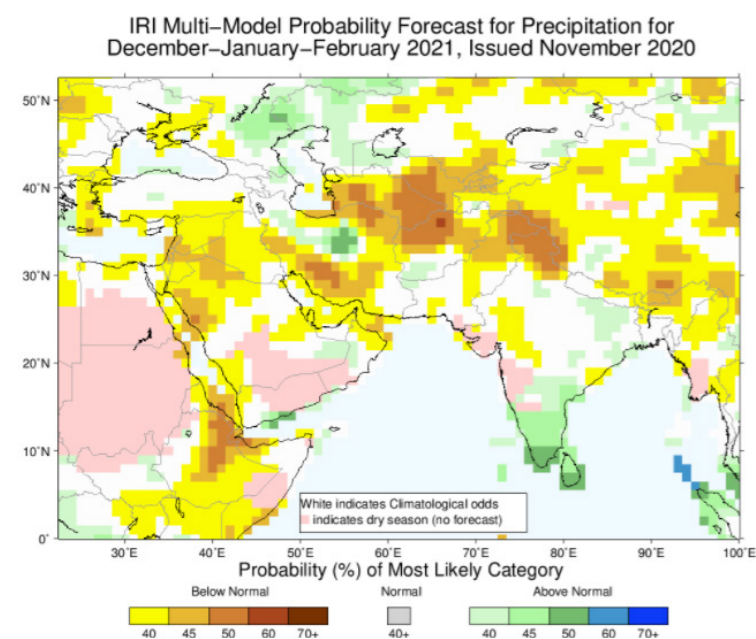 IRI Multi−Model Probability Forecast for Precipitation for
December−January−February 2021, Issued November 2020
50˚N
40˚N
30˚N
20˚N
10˚N
0˚
White indicates Climatological odds
indicates dry season (no forecast)
30˚E 40˚E 50˚E 60˚E 70˚E 80˚E 90˚E 100˚E
Probability (%) of Most Likely Category
Below Normal Normal Above Normal
40 45 50 60 70+ 40+ 40 45 50 60 70+